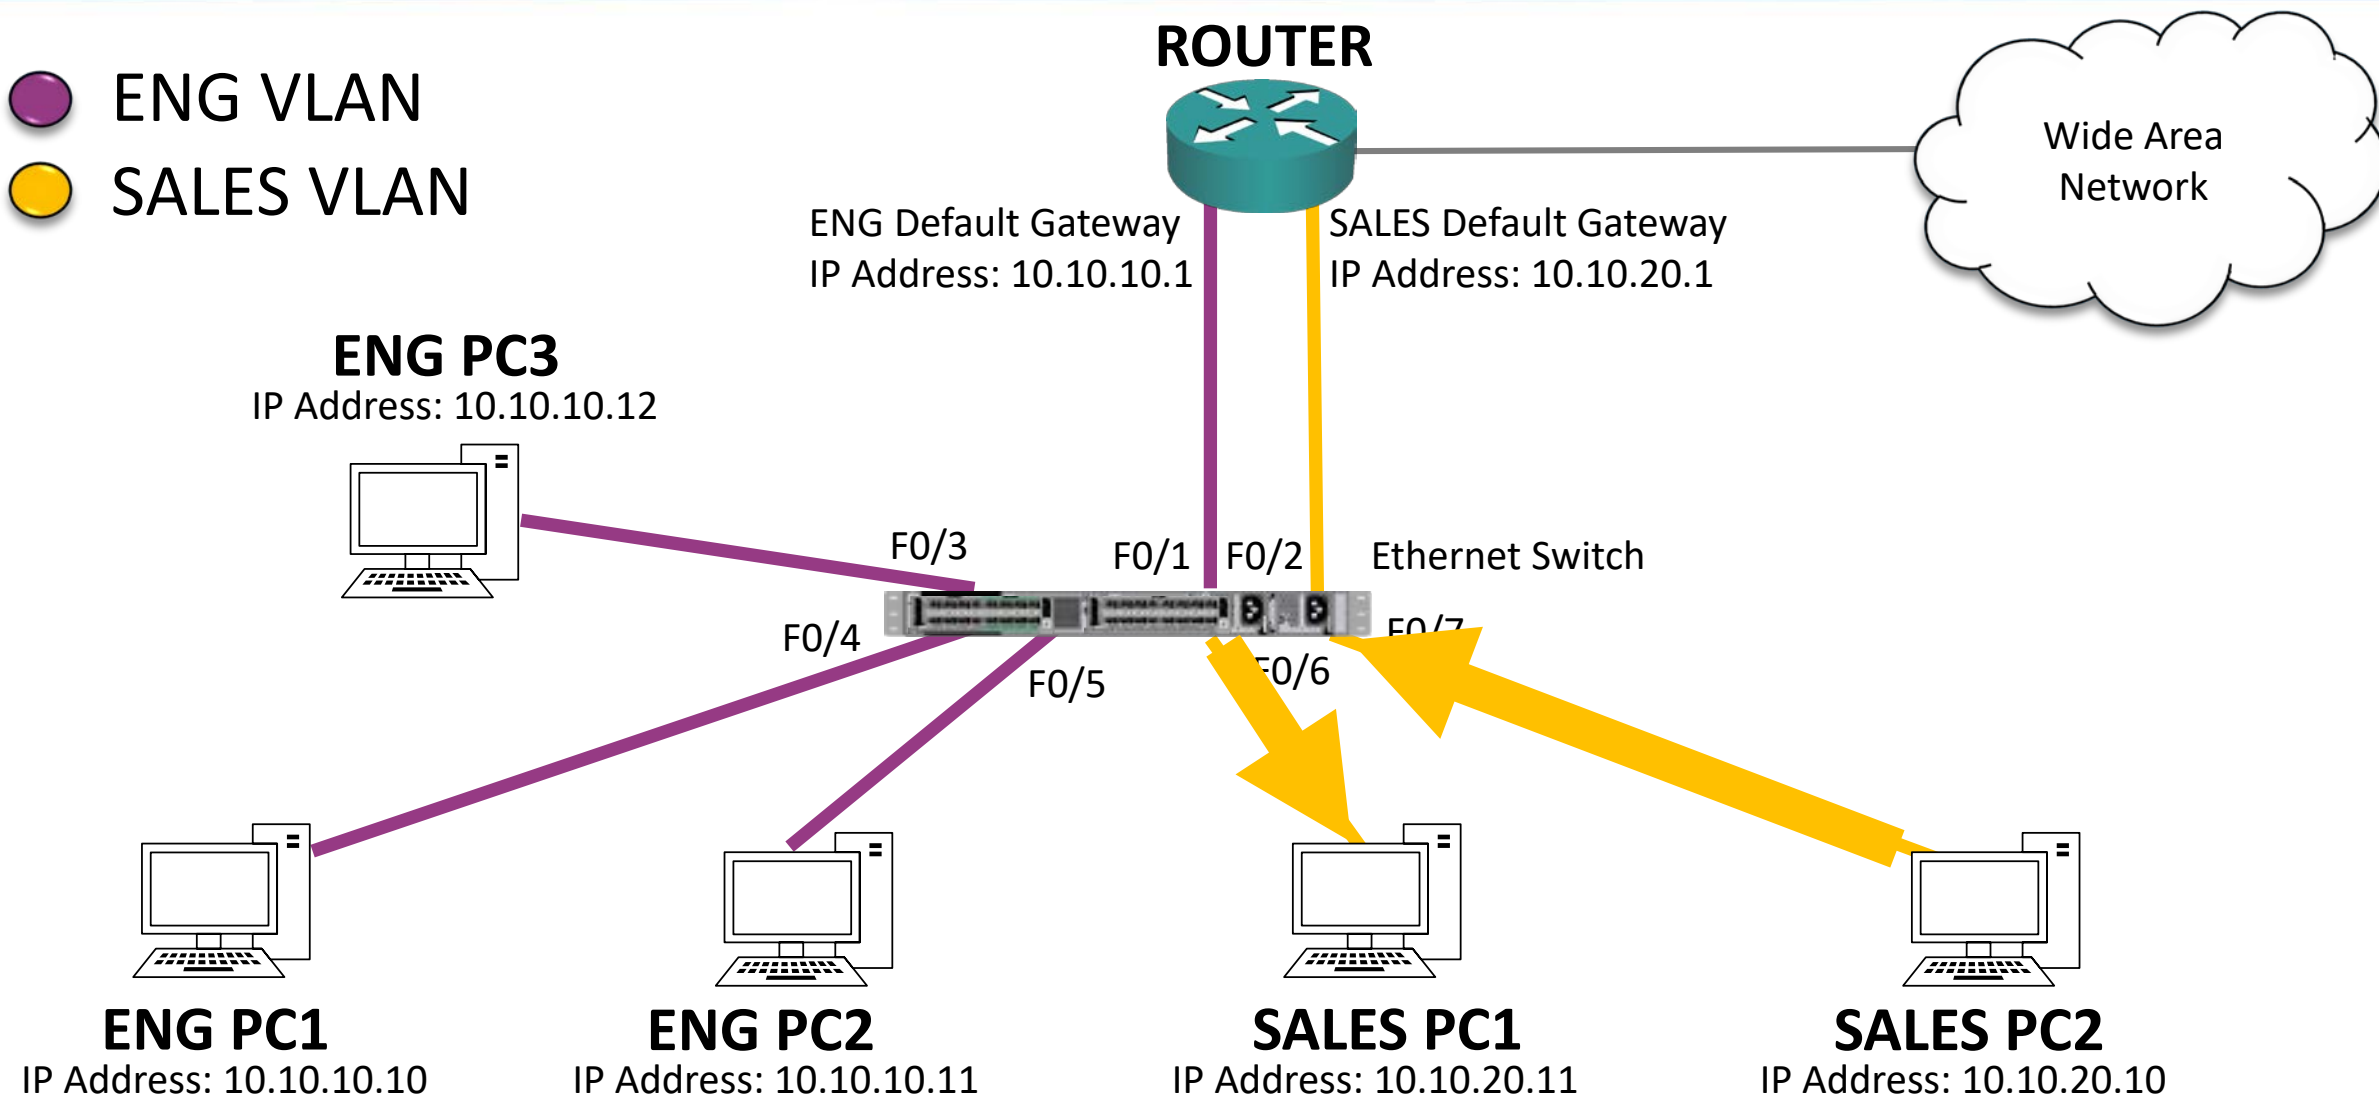 ROUTER
ENG VLAN
SALES VLAN
Wide Area
Network
ENG Default Gateway
IP Address: 10.10.10.1
SALES Default Gateway
IP Address: 10.10.20.1
ENG PC3
IP Address: 10.10.10.12
F0/3
F0/1
F0/2
Ethernet Switch
F0/4
F0/5
F0/6
F0/7
ENG PC1
IP Address: 10.10.10.10
ENG PC2
IP Address: 10.10.10.11
SALES PC1
IP Address: 10.10.20.11
SALES PC2
IP Address: 10.10.20.10